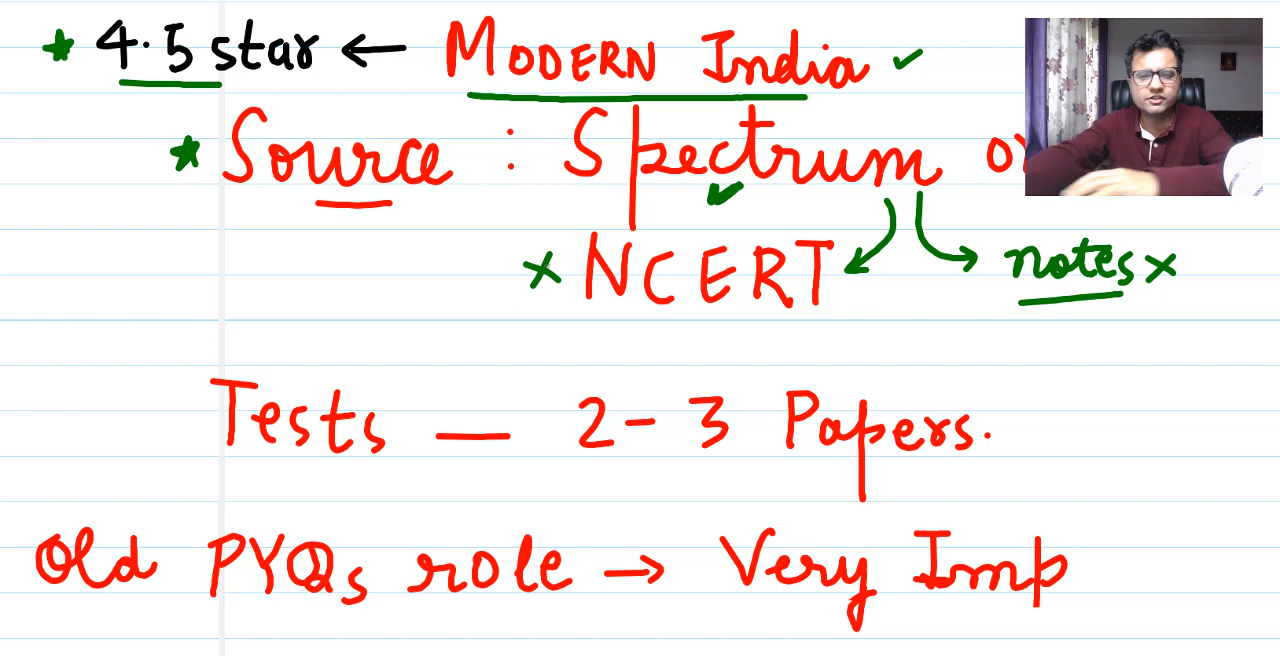 4.5 star ← MODERN India ✓
Source : Spectrum
× NCERT notes ×
Tests — 2-3 Papers.
Old PYQs role → Very Imp